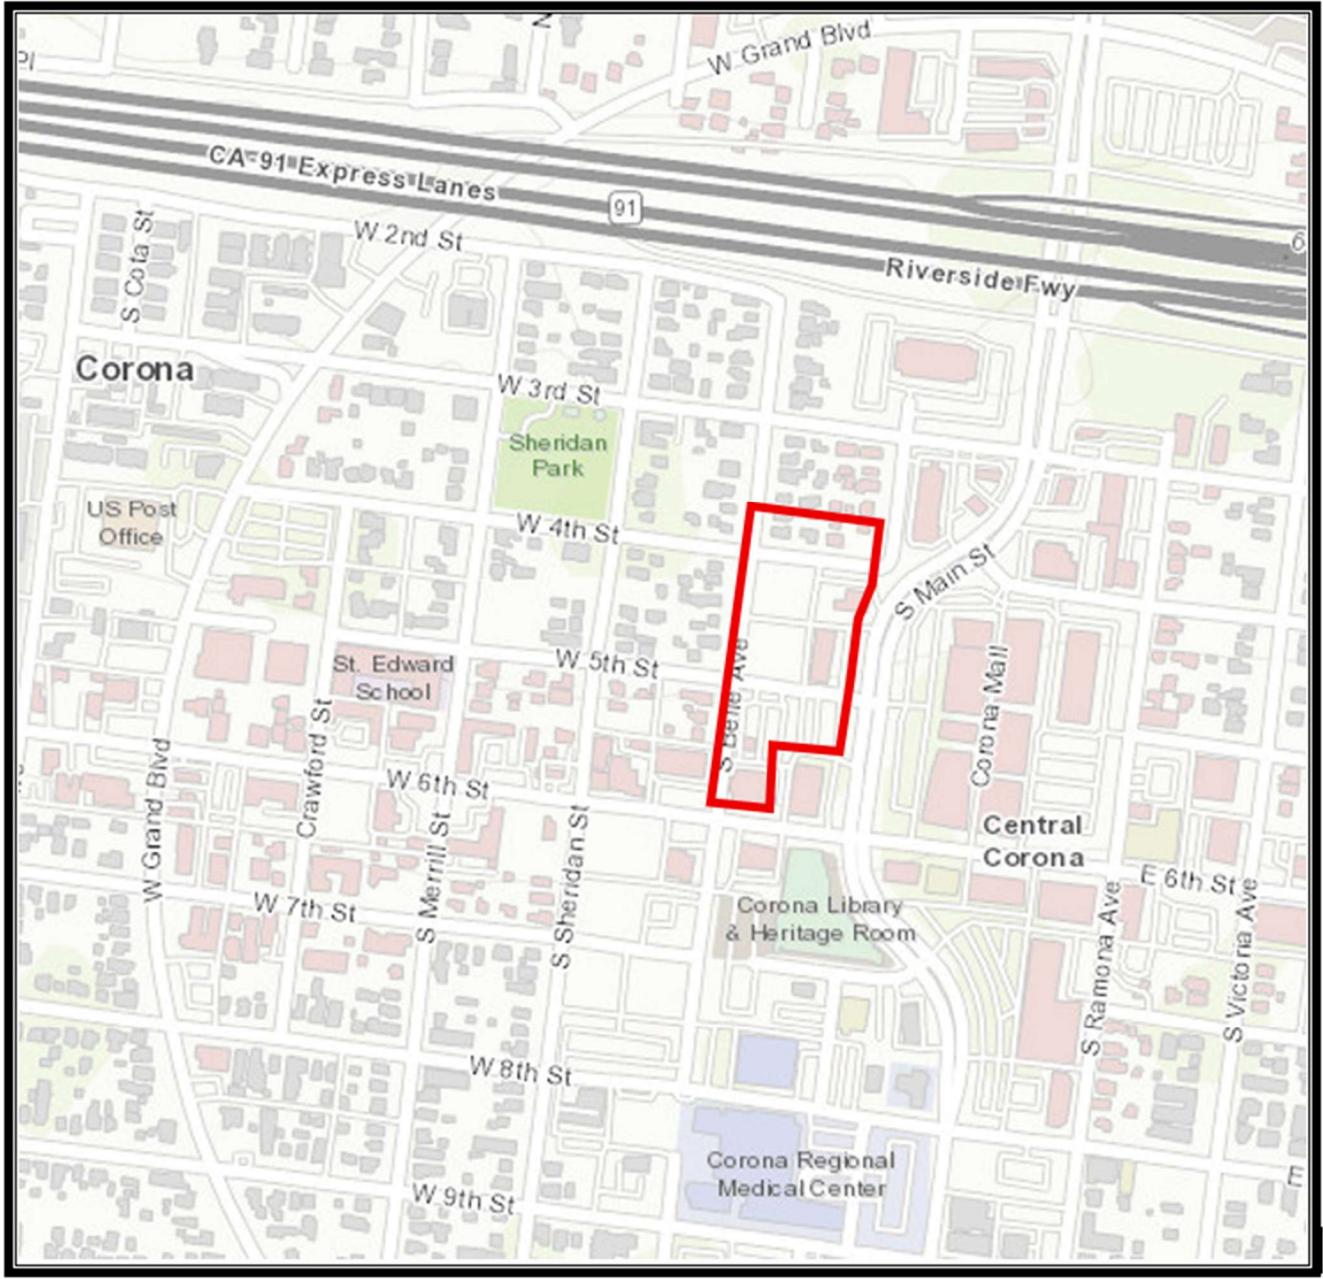 W Grand Blvd
Pl
CA-91 Express Lanes
91
W 2nd St
S Cota St
6
Riverside Fwy
Corona
W 3rd St
Sheridan
Park
US Post
Office
W 4th St
S Main St
St. Edward
School
W 5th St
S Belle Ave
Corona Mall
Crawford St
W Grand Blvd
W 6th St
S Merrill St
S Sheridan St
Central
Corona
E 6th St
W 7th St
Corona Library
& Heritage Room
S Ramona Ave
S Victoria Ave
W 8th St
Corona Regional
Medical Center
W 9th St
E